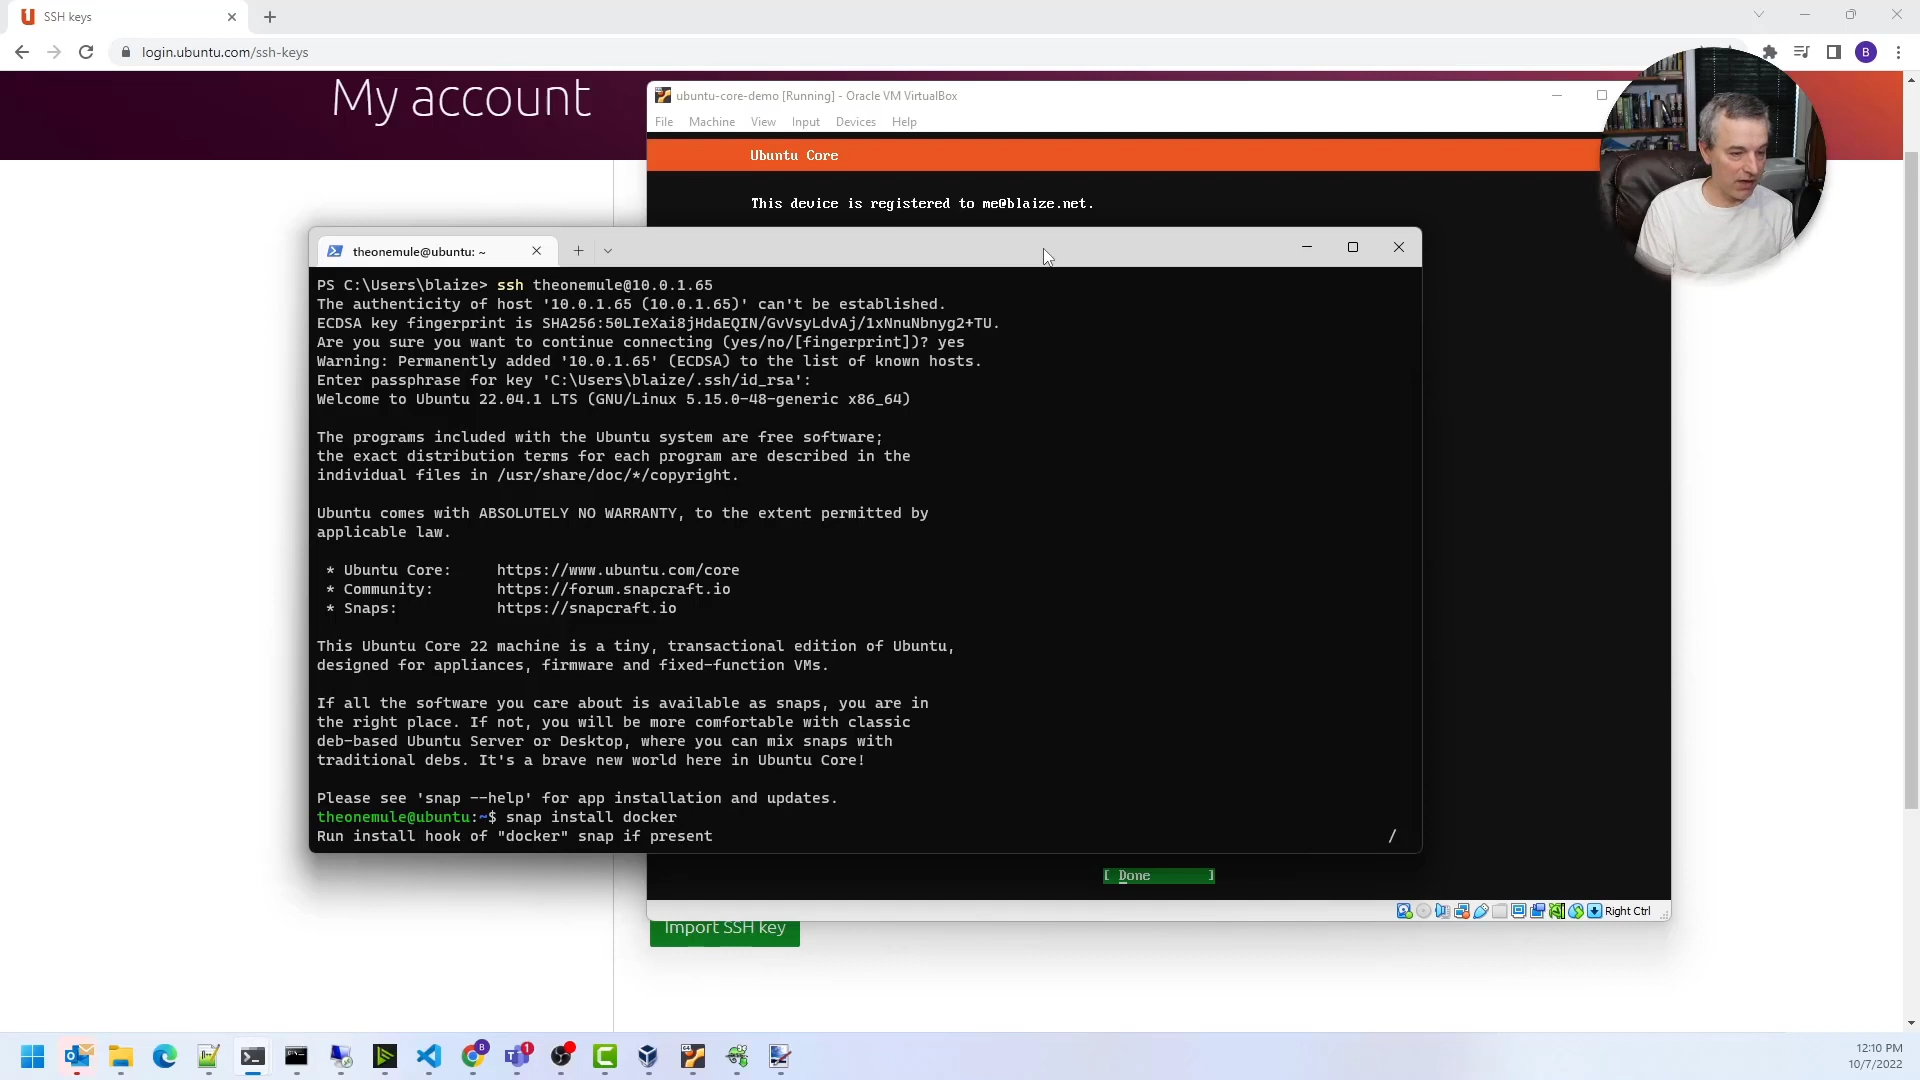 SSH keys
login.ubuntu.com/ssh-keys
B
My account
ubuntu-core-demo [Running] - Oracle VM VirtualBox
File Machine View Input Devices Help
Ubuntu Core
This device is registered to me@blaize.net.
theonemule@ubuntu: ~
PS C:\Users\blaize> ssh theonemule@10.0.1.65
The authenticity of host '10.0.1.65 (10.0.1.65)' can't be established.
ECDSA key fingerprint is SHA256:50LIeXai8jHdaEQIN/GvVsyLdvAj/1xNnuNbnyg2+TU.
Are you sure you want to continue connecting (yes/no/[fingerprint])? yes
Warning: Permanently added '10.0.1.65' (ECDSA) to the list of known hosts.
Enter passphrase for key 'C:\Users\blaize/.ssh/id_rsa':
Welcome to Ubuntu 22.04.1 LTS (GNU/Linux 5.15.0-48-generic x86_64)
The programs included with the Ubuntu system are free software;
the exact distribution terms for each program are described in the
individual files in /usr/share/doc/*/copyright.
Ubuntu comes with ABSOLUTELY NO WARRANTY, to the extent permitted by
applicable law.
* Ubuntu Core: https://www.ubuntu.com/core
* Community: https://forum.snapcraft.io
* Snaps: https://snapcraft.io
This Ubuntu Core 22 machine is a tiny, transactional edition of Ubuntu,
designed for appliances, firmware and fixed-function VMs.
If all the software you care about is available as snaps, you are in
the right place. If not, you will be more comfortable with classic
deb-based Ubuntu Server or Desktop, where you can mix snaps with
traditional debs. It's a brave new world here in Ubuntu Core!
Please see 'snap --help' for app installation and updates.
theonemule@ubuntu:~$ snap install docker
Run install hook of "docker" snap if present /
[ Done ]
Right Ctrl
Import SSH key
12:10 PM
10/7/2022